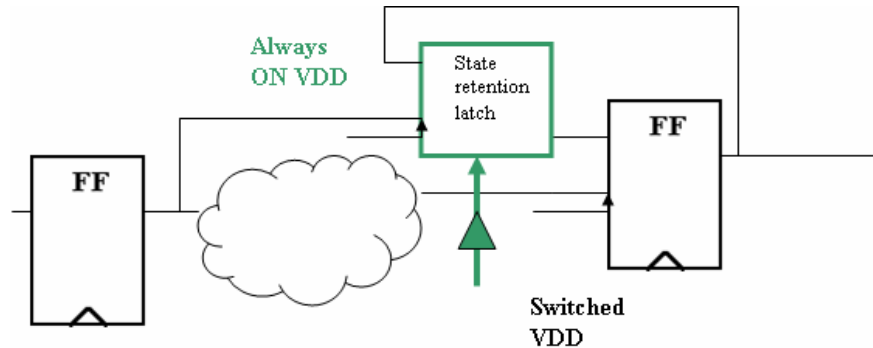 Always
ON VDD
State
retention
latch
FF
FF
Switched
VDD